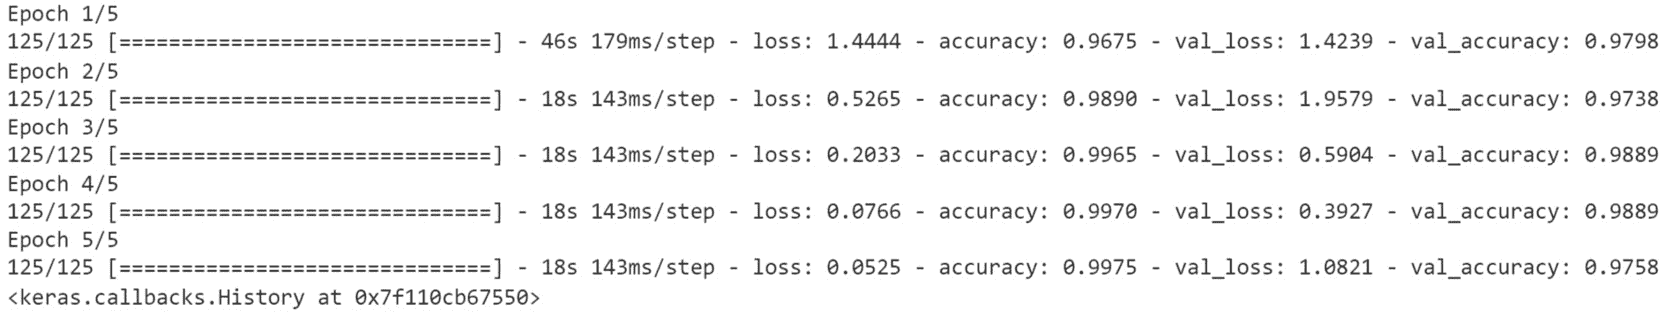 Epoch 1/5
125/125 [==============================] - 46s 179ms/step - loss: 1.4444 - accuracy: 0.9675 - val_loss: 1.4239 - val_accuracy: 0.9798
Epoch 2/5
125/125 [==============================] - 18s 143ms/step - loss: 0.5265 - accuracy: 0.9890 - val_loss: 1.9579 - val_accuracy: 0.9738
Epoch 3/5
125/125 [==============================] - 18s 143ms/step - loss: 0.2033 - accuracy: 0.9965 - val_loss: 0.5904 - val_accuracy: 0.9889
Epoch 4/5
125/125 [==============================] - 18s 143ms/step - loss: 0.0766 - accuracy: 0.9970 - val_loss: 0.3927 - val_accuracy: 0.9889
Epoch 5/5
125/125 [==============================] - 18s 143ms/step - loss: 0.0525 - accuracy: 0.9975 - val_loss: 1.0821 - val_accuracy: 0.9758
<keras.callbacks.History at 0x7f110cb67550>